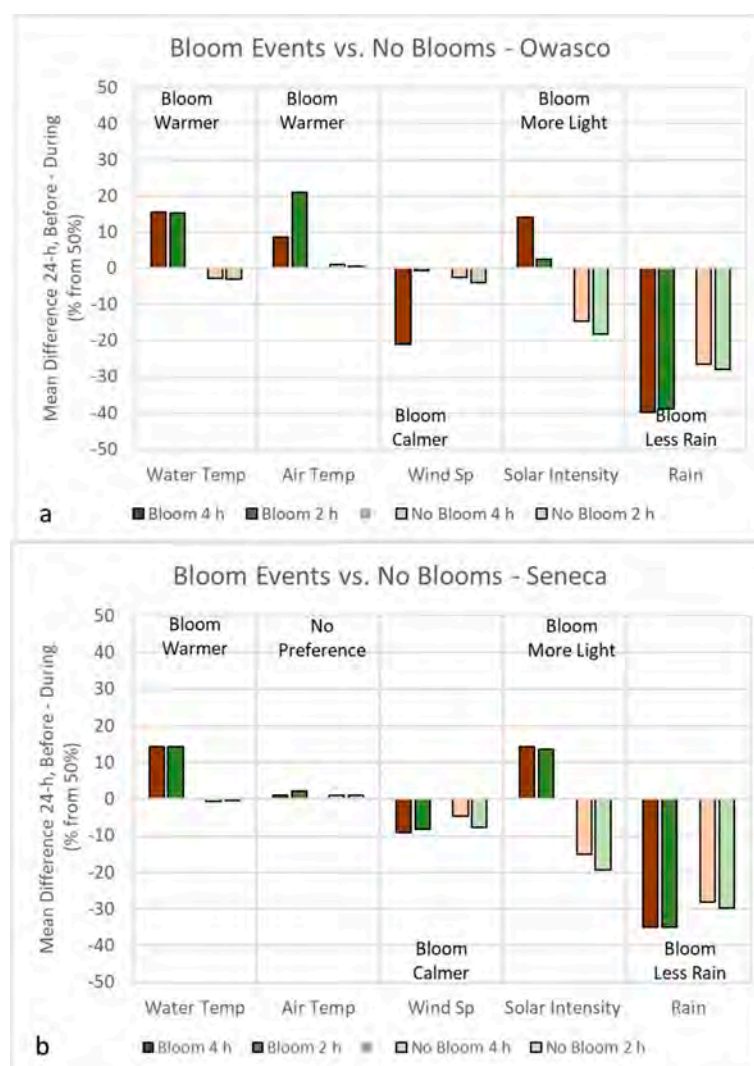 Bloom Events vs. No Blooms - Owasco
Mean Difference 24-h, Before - During
(% from 50%)
50
40
30
20
10
0
-10
-20
-30
-40
-50
Bloom
Warmer
Bloom
Warmer
Bloom
More Light
Bloom
Calmer
Bloom
Less Rain
Water Temp
Air Temp
Wind Sp
Solar Intensity
Rain
a
Bloom 4 h
Bloom 2 h
No Bloom 4 h
No Bloom 2 h
Bloom Events vs. No Blooms - Seneca
Mean Difference 24-h, Before - During
(% from 50%)
50
40
30
20
10
0
-10
-20
-30
-40
-50
Bloom
Warmer
No
Preference
Bloom
More Light
Bloom
Calmer
Bloom
Less Rain
Water Temp
Air Temp
Wind Sp
Solar Intensity
Rain
b
Bloom 4 h
Bloom 2 h
No Bloom 4 h
No Bloom 2 h